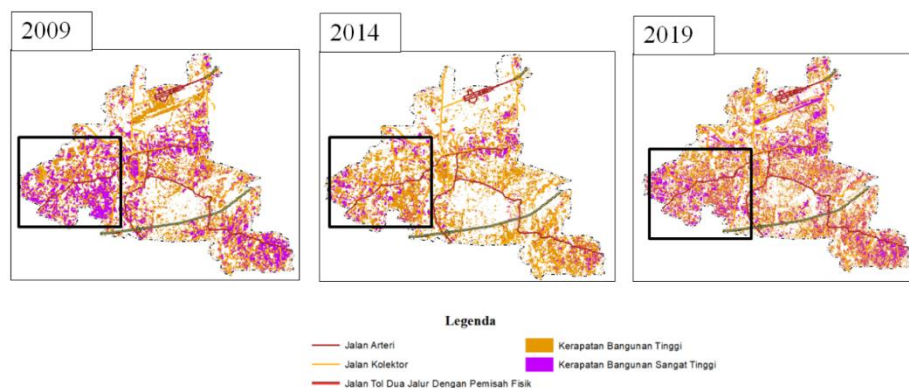 2009
2014
2019
Legenda
Jalan Arteri
Kerapatan Bangunan Tinggi
Jalan Kolektor
Kerapatan Bangunan Sangat Tinggi
Jalan Tol Dua Jalur Dengan Pemisah Fisik